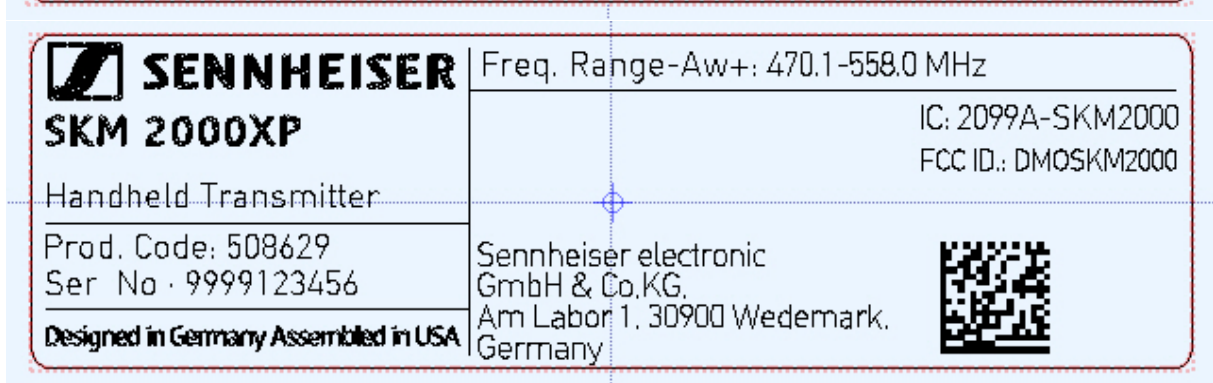 SENNHEISER
SKM 2000XP
Handheld Transmitter
Prod. Code: 508629
Ser No · 9999123456
Designed in Germany Assembled in USA
Freq. Range-Aw+: 470.1-558.0 MHz
IC: 2099A-SKM2000
FCC ID.: DMOSKM2000
Sennheiser electronic
GmbH & Co.KG,
Am Labor 1, 30900 Wedemark,
Germany